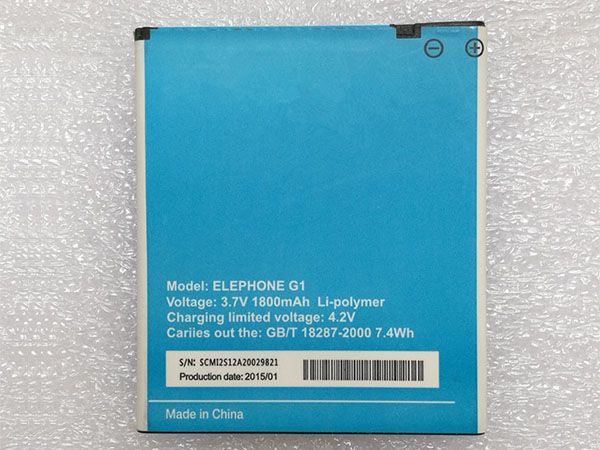 ⊖ ⊕
Model: ELEPHONE G1
Voltage: 3.7V 1800mAh Li-polymer
Charging limited voltage: 4.2V
Cariies out the: GB/T 18287-2000 7.4Wh
S/N: SCMI2S12A20029821
Production date: 2015/01
Made in China